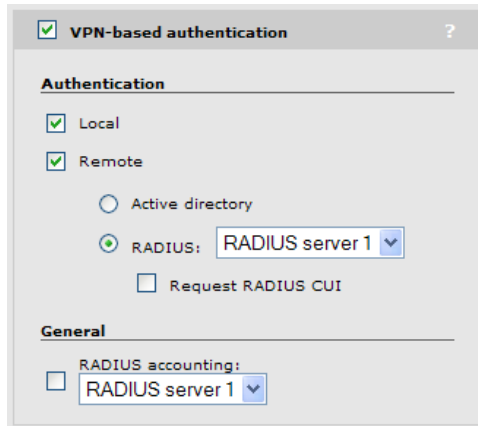 VPN-based authentication ?
Authentication
Local
Remote
Active directory
RADIUS: RADIUS server 1
Request RADIUS CUI
General
RADIUS accounting:
RADIUS server 1